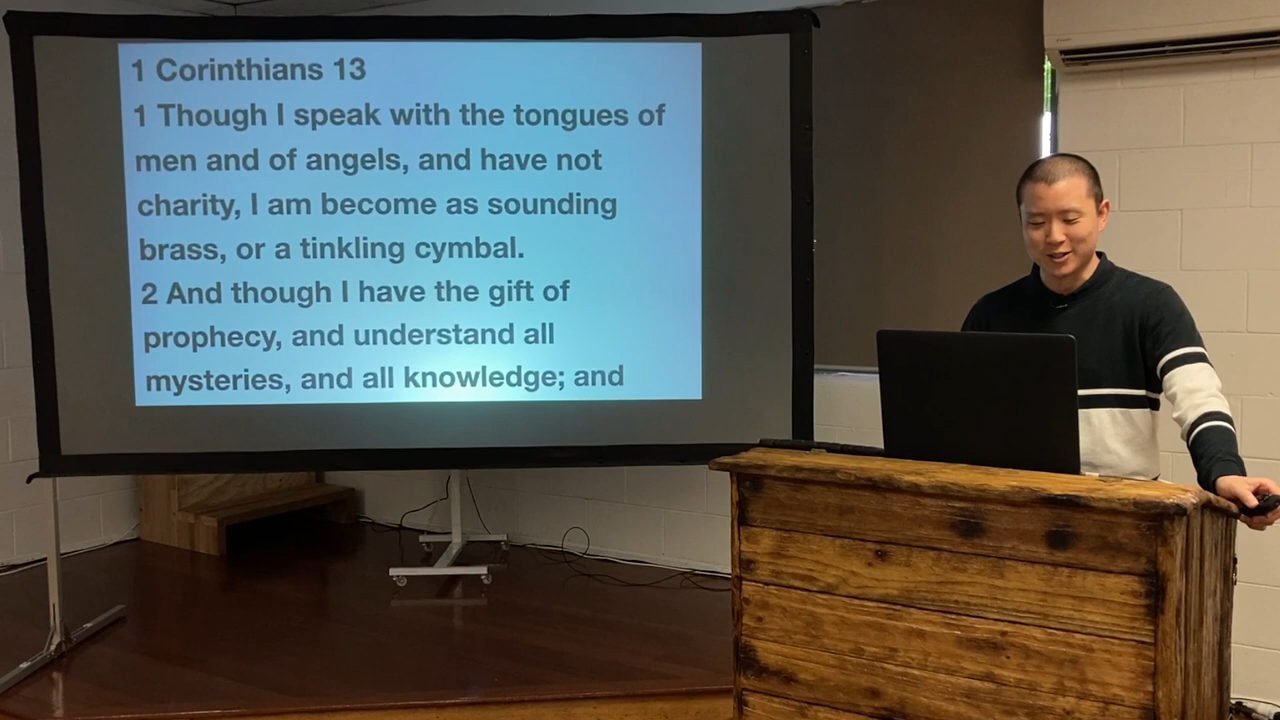 1 Corinthians 13
1 Though I speak with the tongues of
men and of angels, and have not
charity, I am become as sounding
brass, or a tinkling cymbal.
2 And though I have the gift of
prophecy, and understand all
mysteries, and all knowledge; and